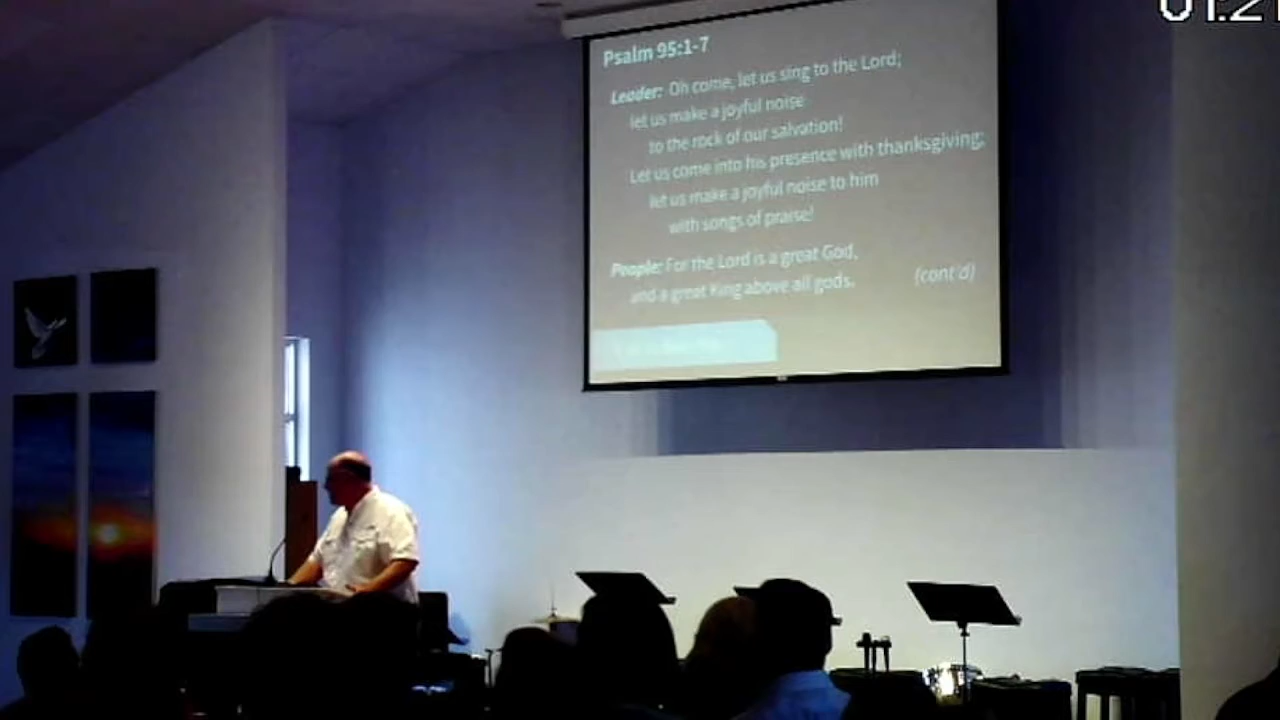 01:21
Psalm 95:1-7
Leader: Oh come, let us sing to the Lord;
let us make a joyful noise
to the rock of our salvation!
Let us come into his presence with thanksgiving;
let us make a joyful noise to him
with songs of praise!
People: For the Lord is a great God,
and a great King above all gods.
(cont'd)